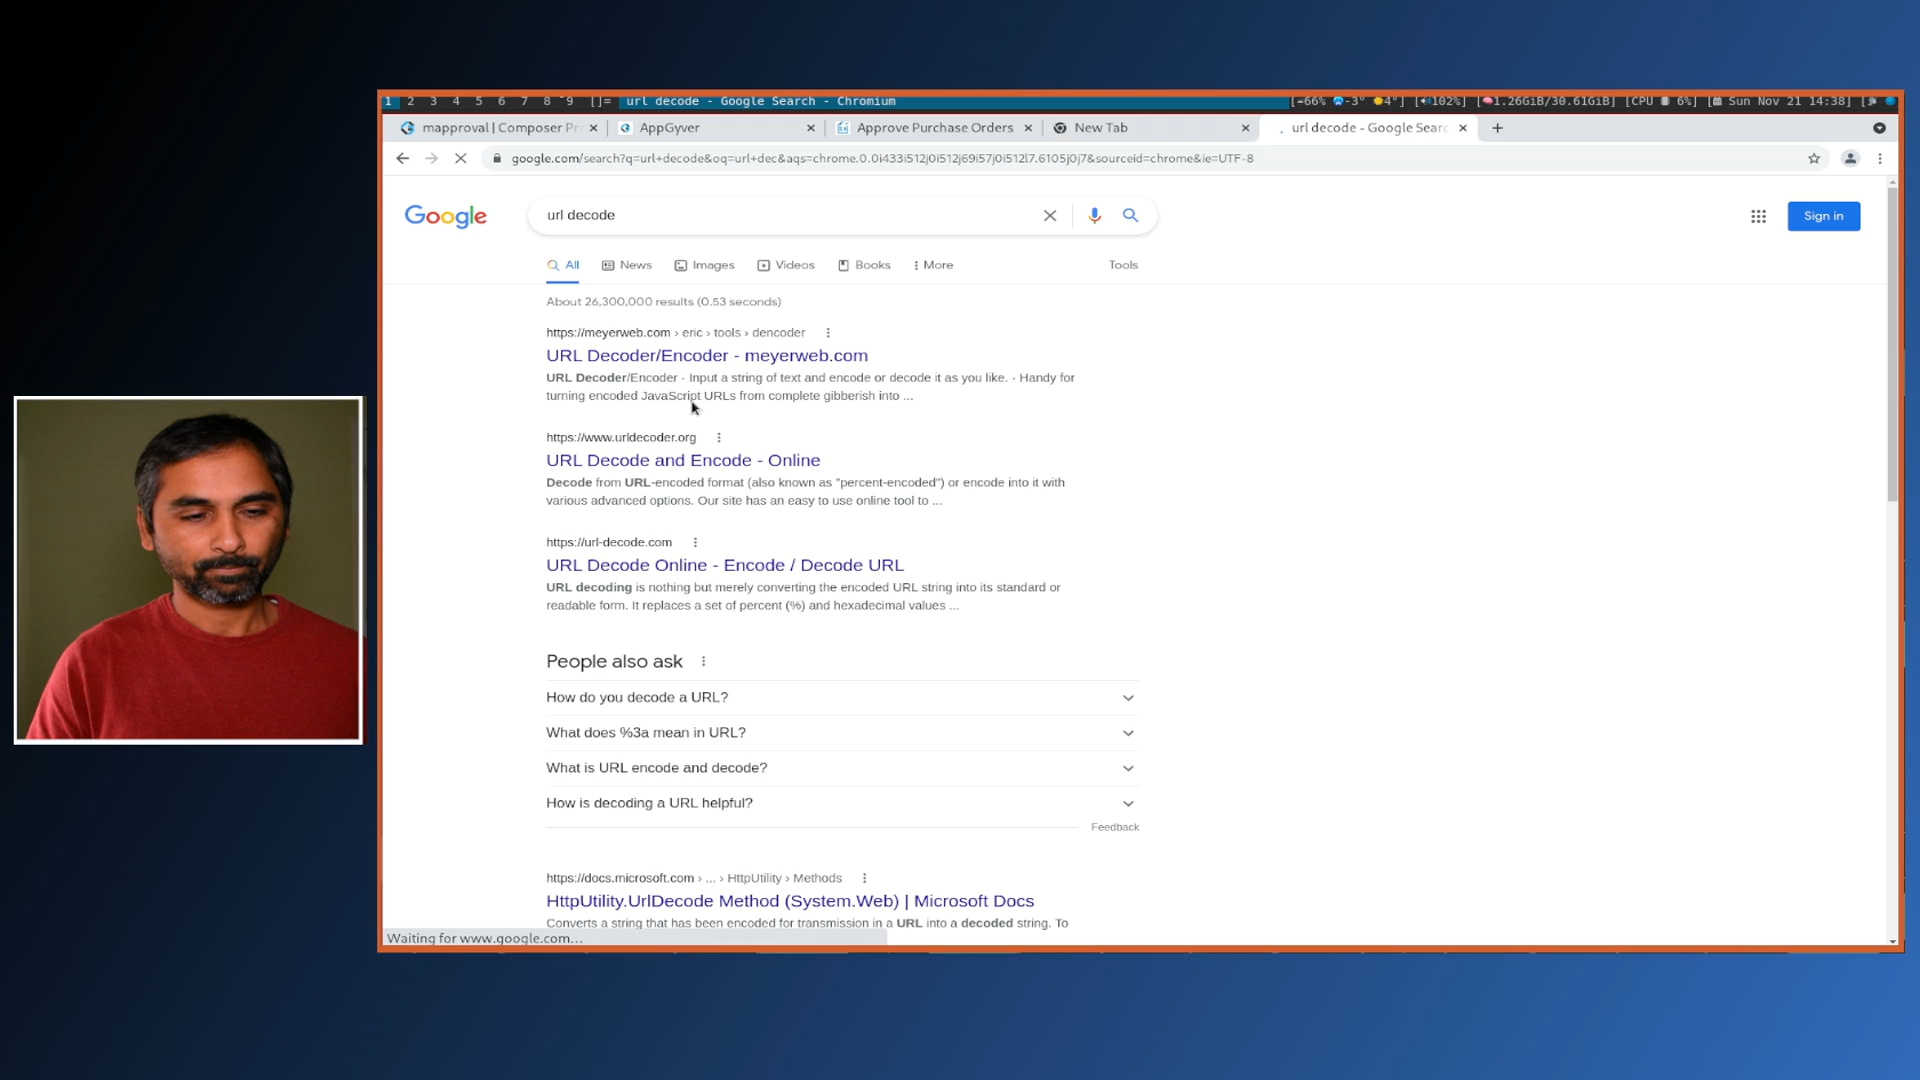 1 2 3 4 5 6 7 8 9 []= url decode - Google Search - Chromium
66% -3° 4°] 102%] 1.26GiB/30.61GiB] [CPU 6%] Sun Nov 21 14:38]
mapproval | Composer Pr
AppGyver
Approve Purchase Orders
New Tab
url decode - Google Searc
google.com/search?q=url+decode&oq=url+dec&aqs=chrome.0.0i433i512j0i512j69i57j0i512l7.6105j0j7&sourceid=chrome&ie=UTF-8
Google
url decode
Sign in
All News Images Videos Books More Tools
About 26,300,000 results (0.53 seconds)
https://meyerweb.com › eric › tools › dencoder
URL Decoder/Encoder - meyerweb.com
URL Decoder/Encoder · Input a string of text and encode or decode it as you like. · Handy for
turning encoded JavaScript URLs from complete gibberish into ...
https://www.urldecoder.org
URL Decode and Encode - Online
Decode from URL-encoded format (also known as "percent-encoded") or encode into it with
various advanced options. Our site has an easy to use online tool to ...
https://url-decode.com
URL Decode Online - Encode / Decode URL
URL decoding is nothing but merely converting the encoded URL string into its standard or
readable form. It replaces a set of percent (%) and hexadecimal values ...
People also ask
How do you decode a URL?
What does %3a mean in URL?
What is URL encode and decode?
How is decoding a URL helpful?
Feedback
https://docs.microsoft.com › ... › HttpUtility › Methods
HttpUtility.UrlDecode Method (System.Web) | Microsoft Docs
Converts a string that has been encoded for transmission in a URL into a decoded string. To
Waiting for www.google.com...